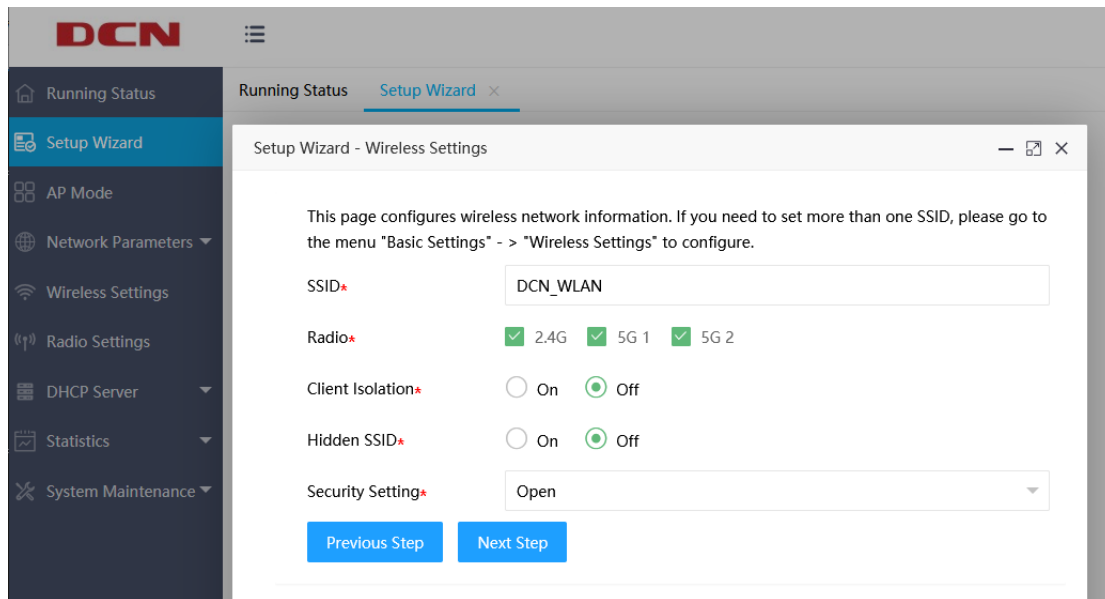 DCN
Running Status
Setup Wizard
AP Mode
Network Parameters
Wireless Settings
Radio Settings
DHCP Server
Statistics
System Maintenance
Running Status Setup Wizard
Setup Wizard - Wireless Settings
This page configures wireless network information. If you need to set more than one SSID, please go to
the menu "Basic Settings" - > "Wireless Settings" to configure.
SSID* DCN_WLAN
Radio* 2.4G 5G 1 5G 2
Client Isolation* On Off
Hidden SSID* On Off
Security Setting* Open
Previous Step Next Step